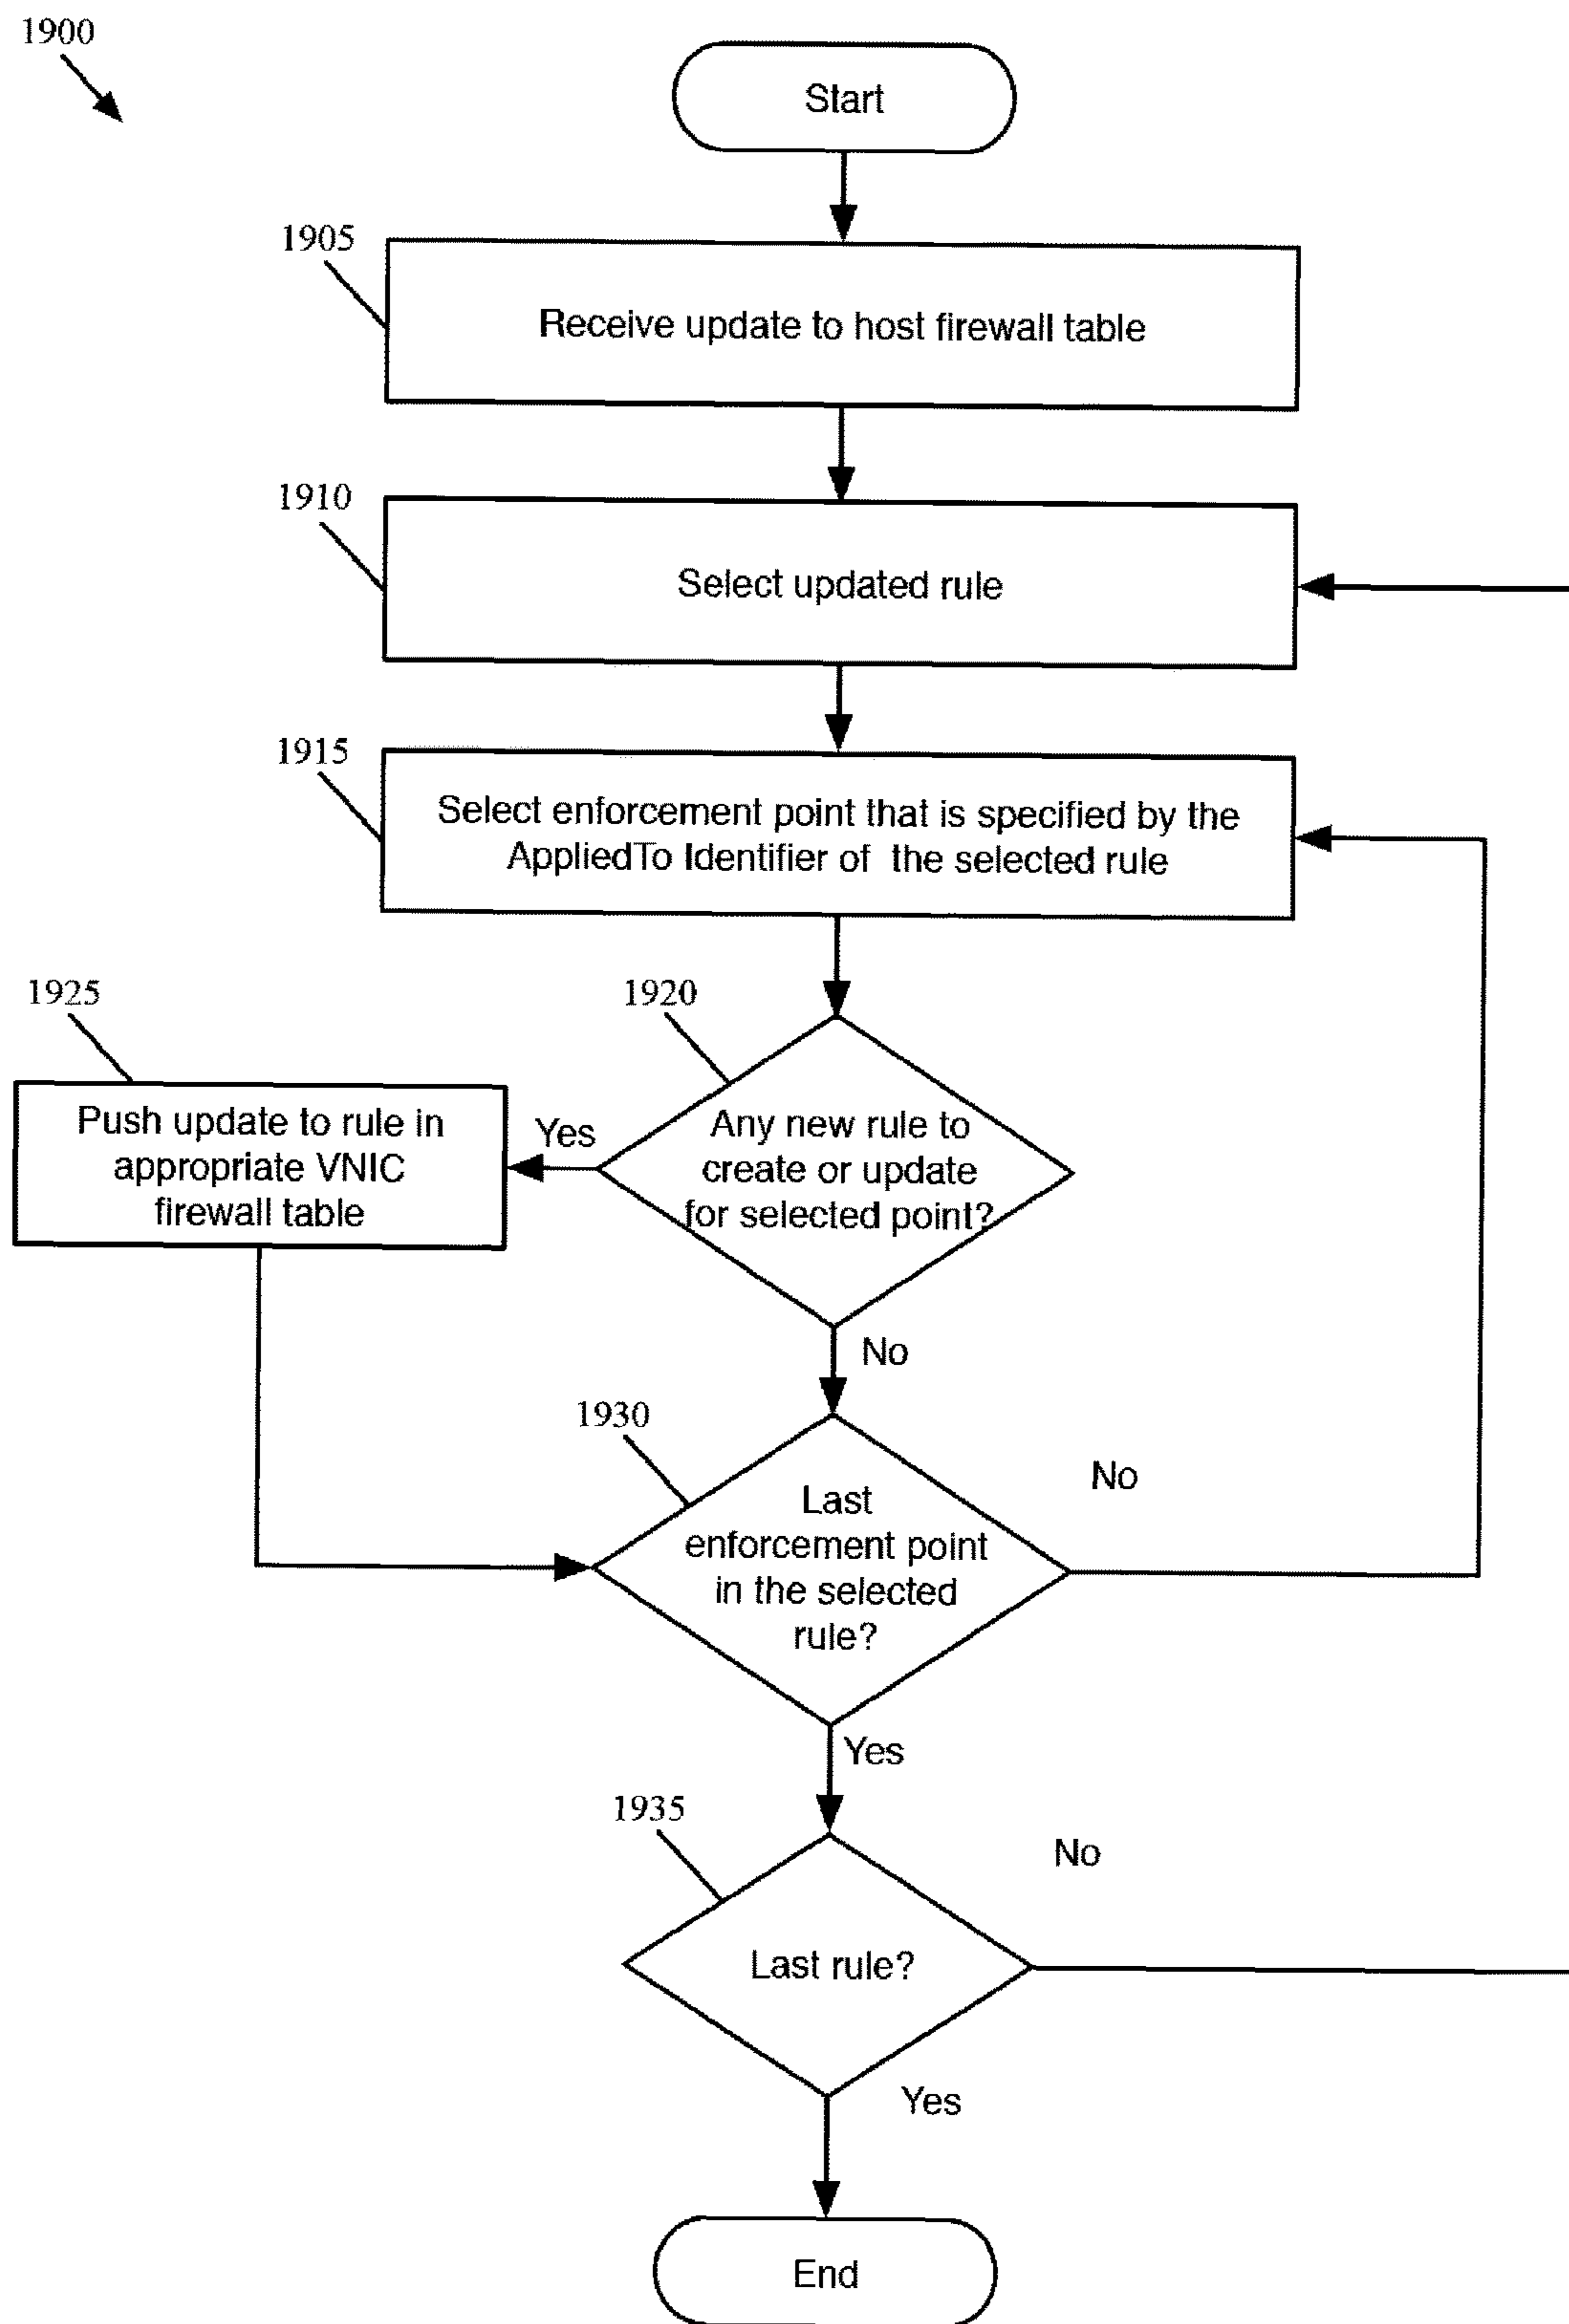 1900
Start
1905
Receive update to host firewall table
1910
Select updated rule
1915
Select enforcement point that is specified by the
AppliedTo Identifier of the selected rule
1925
1920
Push update to rule in
appropriate VNIC
firewall table
Yes
Any new rule to
create or update
for selected point?
No
1930
No
Last
enforcement point
in the selected
rule?
Yes
1935
No
Last rule?
Yes
End